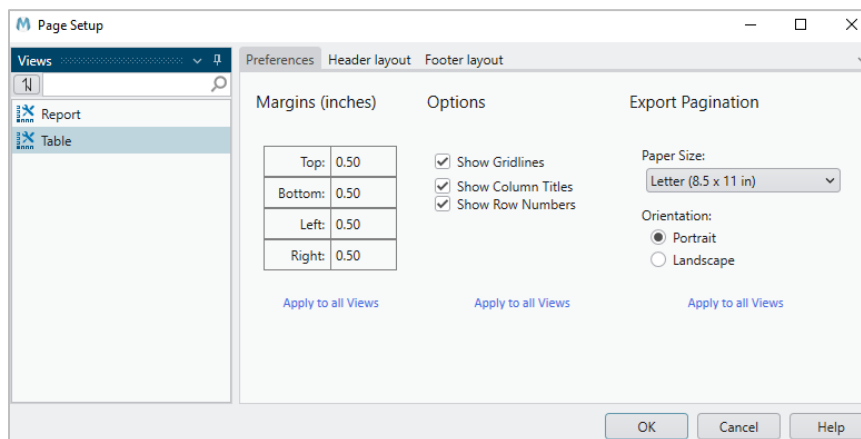 Page Setup
Views
Report
Table
Preferences Header layout Footer layout
Margins (inches)
Top: 0.50
Bottom: 0.50
Left: 0.50
Right: 0.50
Apply to all Views
Options
Show Gridlines
Show Column Titles
Show Row Numbers
Apply to all Views
Export Pagination
Paper Size:
Letter (8.5 x 11 in)
Orientation:
Portrait
Landscape
Apply to all Views
OK Cancel Help